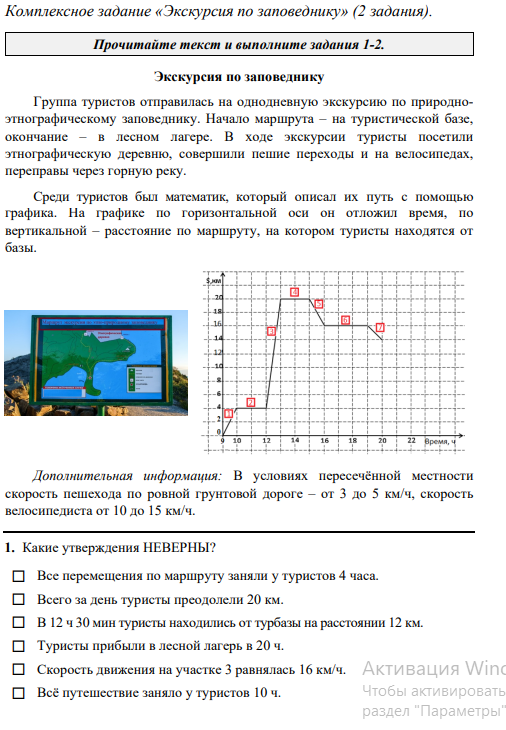 Комплексное задание «Экскурсия по заповеднику» (2 задания).
Прочитайте текст и выполните задания 1-2.
Экскурсия по заповеднику
Группа туристов отправилась на однодневную экскурсию по природно-
этнографическому заповеднику. Начало маршрута – на туристической базе,
окончание – в лесном лагере. В ходе экскурсии туристы посетили
этнографическую деревню, совершили пешие переходы и на велосипедах,
переправы через горную реку.
Среди туристов был математик, который описал их путь с помощью
графика. На графике по горизонтальной оси он отложил время, по
вертикальной – расстояние по маршруту, на котором туристы находятся от
базы.
S,км
20
18
16
14
12
10
8
6
4
2
0
1
2
3
4
5
6
7
9 10 12 14 16 18 20 22 Время, ч
Дополнительная информация: В условиях пересечённой местности
скорость пешехода по ровной грунтовой дороге – от 3 до 5 км/ч, скорость
велосипедиста от 10 до 15 км/ч.
1. Какие утверждения НЕВЕРНЫ?
Все перемещения по маршруту заняли у туристов 4 часа.
Всего за день туристы преодолели 20 км.
В 12 ч 30 мин туристы находились от турбазы на расстоянии 12 км.
Туристы прибыли в лесной лагерь в 20 ч.
Скорость движения на участке 3 равнялась 16 км/ч.
Всё путешествие заняло у туристов 10 ч.
Активация Wind
Чтобы активировать
раздел "Параметры"